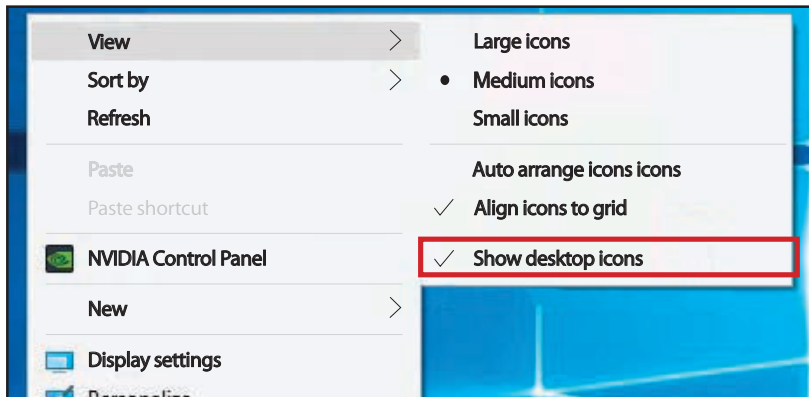 View
Sort by
Refresh
Paste
Paste shortcut
NVIDIA Control Panel
New
Display settings
Personalize
Large icons
Medium icons
Small icons
Auto arrange icons icons
Align icons to grid
Show desktop icons